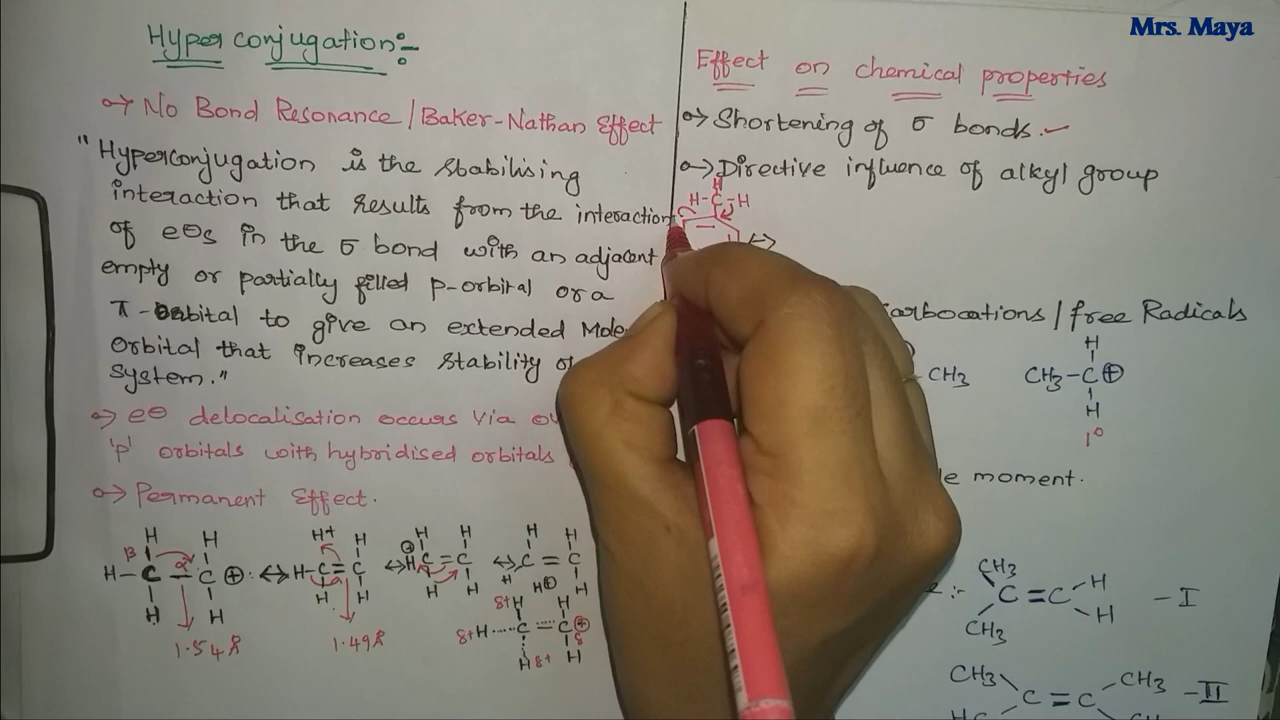 Mrs. Maya
Hyperconjugation:-
No Bond Resonance / Baker-Nathan Effect
"Hyperconjugation is the stabilising
interaction that results from the interaction
of e⊖s in the σ bond with an adjacent
empty or partially filled p-orbital or a
π-orbital to give an extended Mole
Orbital that increases stability of
system."
e⊖ delocalisation occurs via ov
'p' orbitals with hybridised orbitals
Permanent Effect.
H H H+ H H H H H
β α
H-C-C⊕ ↔ H-C=C ↔ ⊕H C=C ↔ C=C
H H H H H H H H⊕ H
1.54Å
1.49Å
δ+H H
δ+H C C⊕
δ
H δ+ H
Effect on chemical properties
Shortening of σ bonds.
Directive influence of alkyl group
H
H-C-H
↔
arbocations / free Radicals
H
CH3 CH3-C⊕
H
1°
le moment.
CH3
C=C H - I
H
CH3
CH3 C=C CH3 - II